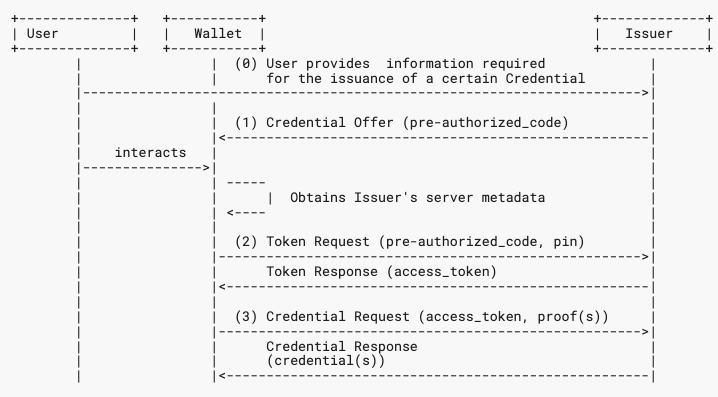 User Wallet Issuer
(0) User provides  information required
for the issuance of a certain Credential
(1) Credential Offer (pre-authorized_code)
interacts
Obtains Issuer's server metadata
(2) Token Request (pre-authorized_code, pin)
Token Response (access_token)
(3) Credential Request (access_token, proof(s))
Credential Response
(credential(s))